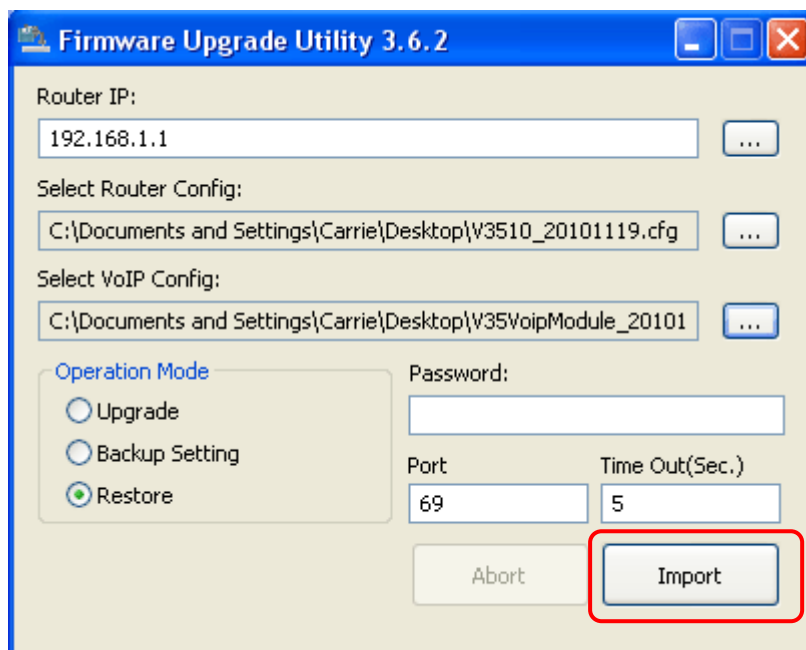 Firmware Upgrade Utility 3.6.2
Router IP:
192.168.1.1
...
Select Router Config:
C:\Documents and Settings\Carrie\Desktop\V3510_20101119.cfg
...
Select VoIP Config:
C:\Documents and Settings\Carrie\Desktop\V35VoipModule_20101
...
Operation Mode
Upgrade
Backup Setting
Restore
Password:
Port
Time Out(Sec.)
69
5
Abort
Import